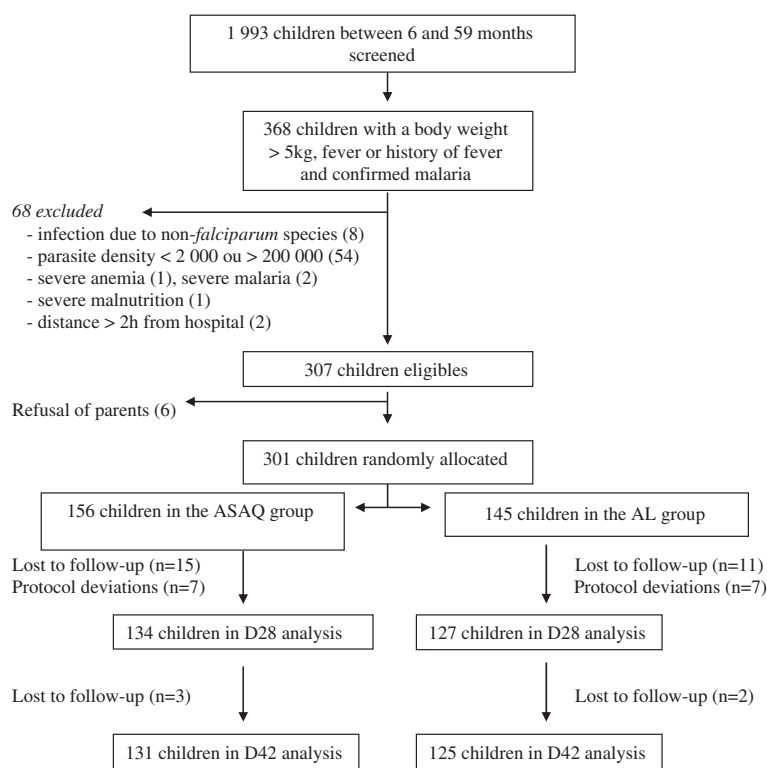 1 993 children between 6 and 59 months
screened
368 children with a body weight
> 5kg, fever or history of fever
and confirmed malaria
68 excluded
- infection due to non-falciparum species (8)
- parasite density < 2 000 ou > 200 000 (54)
- severe anemia (1), severe malaria (2)
- severe malnutrition (1)
- distance > 2h from hospital (2)
307 children eligibles
Refusal of parents (6)
301 children randomly allocated
156 children in the ASAQ group
145 children in the AL group
Lost to follow-up (n=15)
Protocol deviations (n=7)
Lost to follow-up (n=11)
Protocol deviations (n=7)
134 children in D28 analysis
127 children in D28 analysis
Lost to follow-up (n=3)
Lost to follow-up (n=2)
131 children in D42 analysis
125 children in D42 analysis